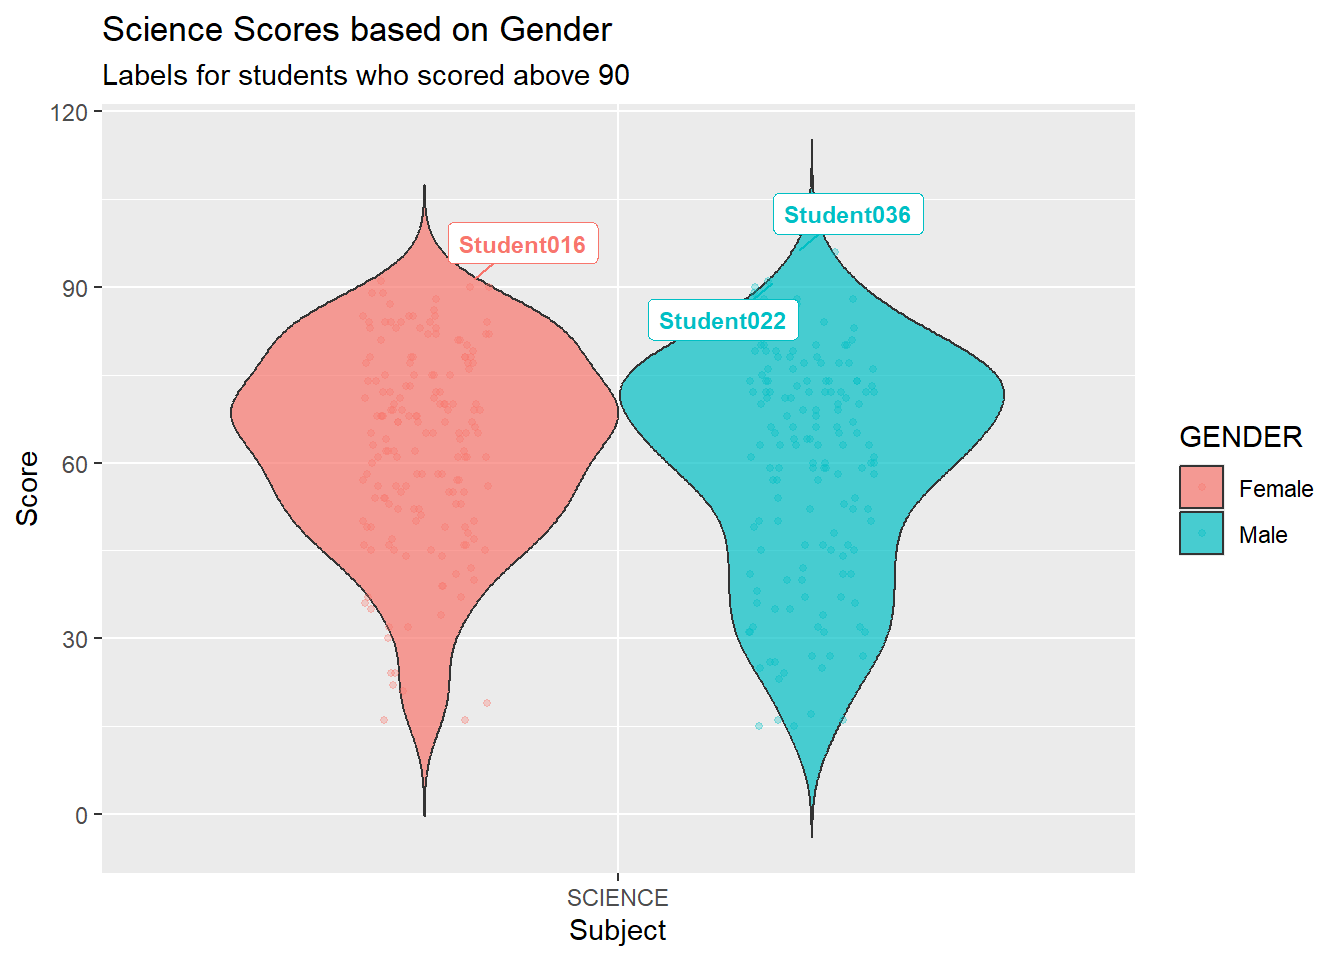 Science Scores based on Gender
Labels for students who scored above 90
120
90
60
30
0
Score
Student016
Student036
Student022
SCIENCE
Subject
GENDER
Female
Male